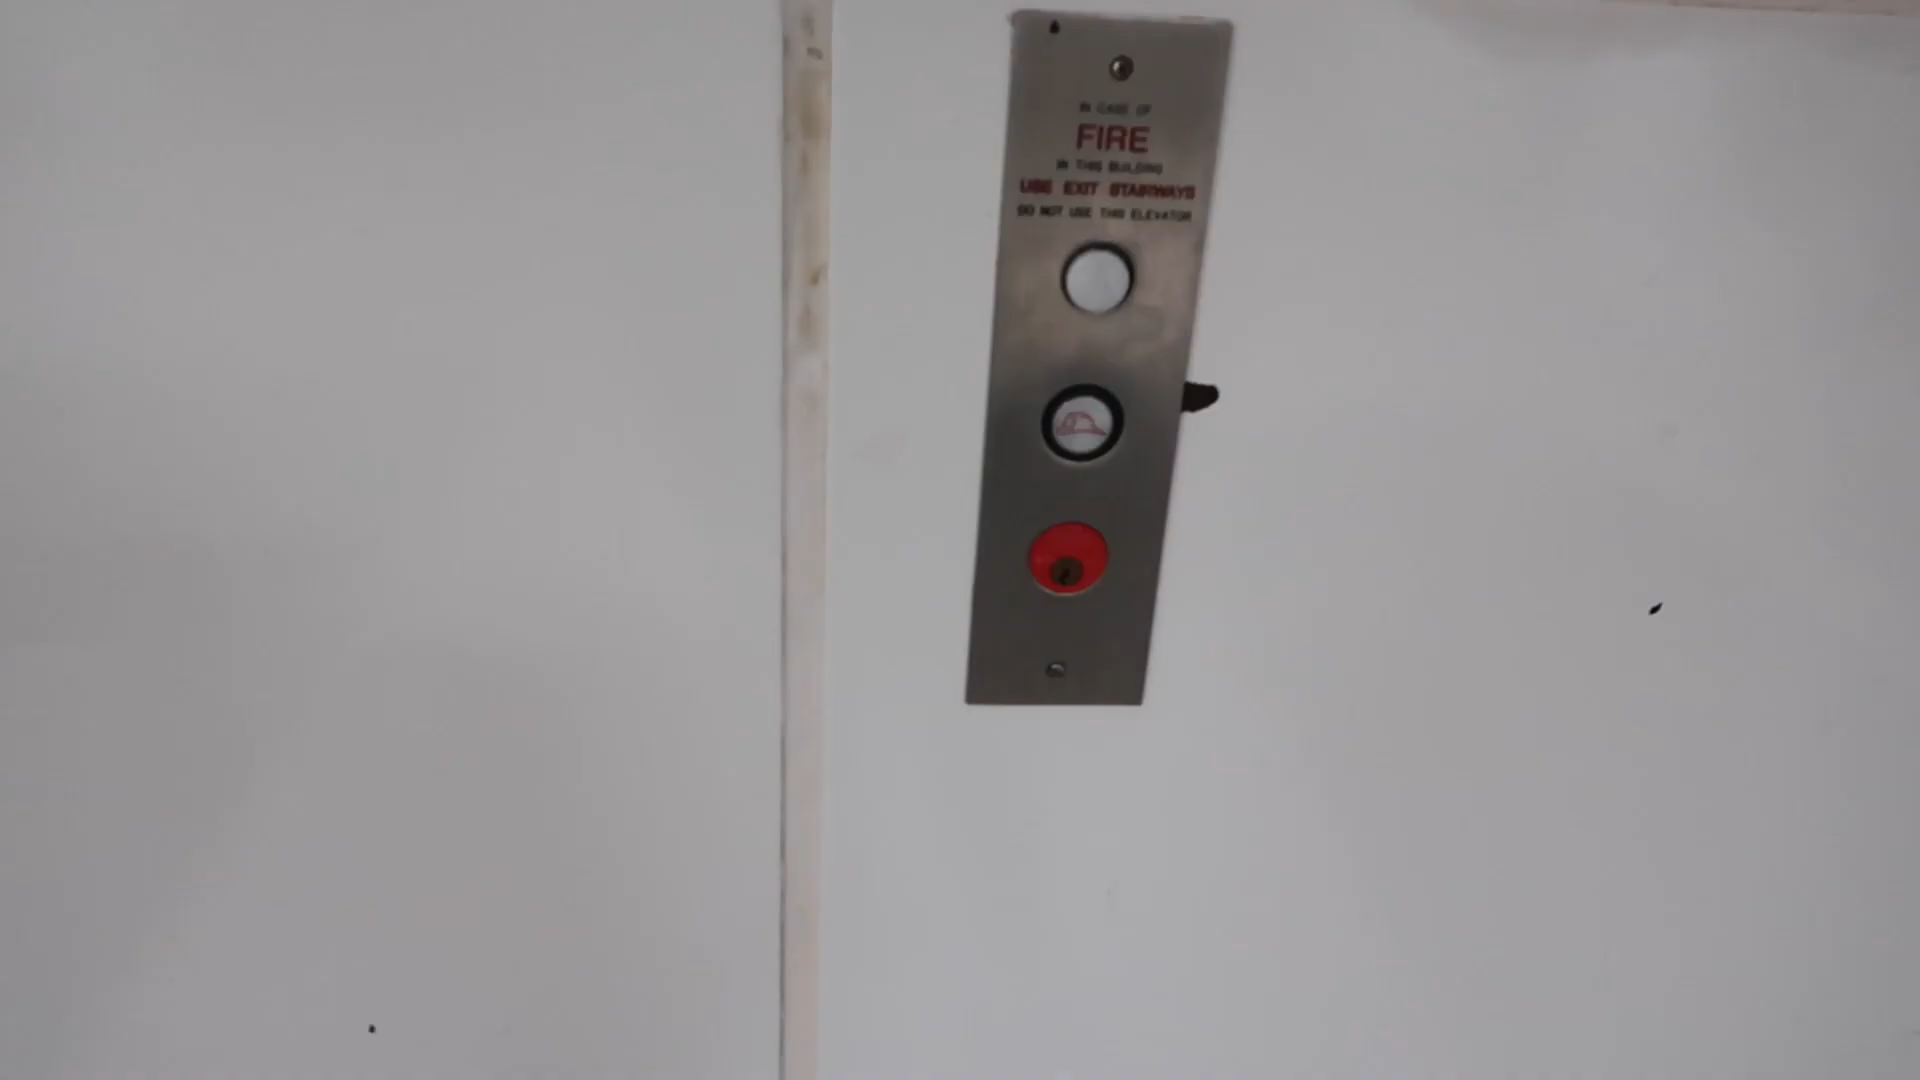 IN CASE OF
FIRE
IN THIS BUILDING
USE EXIT STAIRWAYS
DO NOT USE THIS ELEVATOR